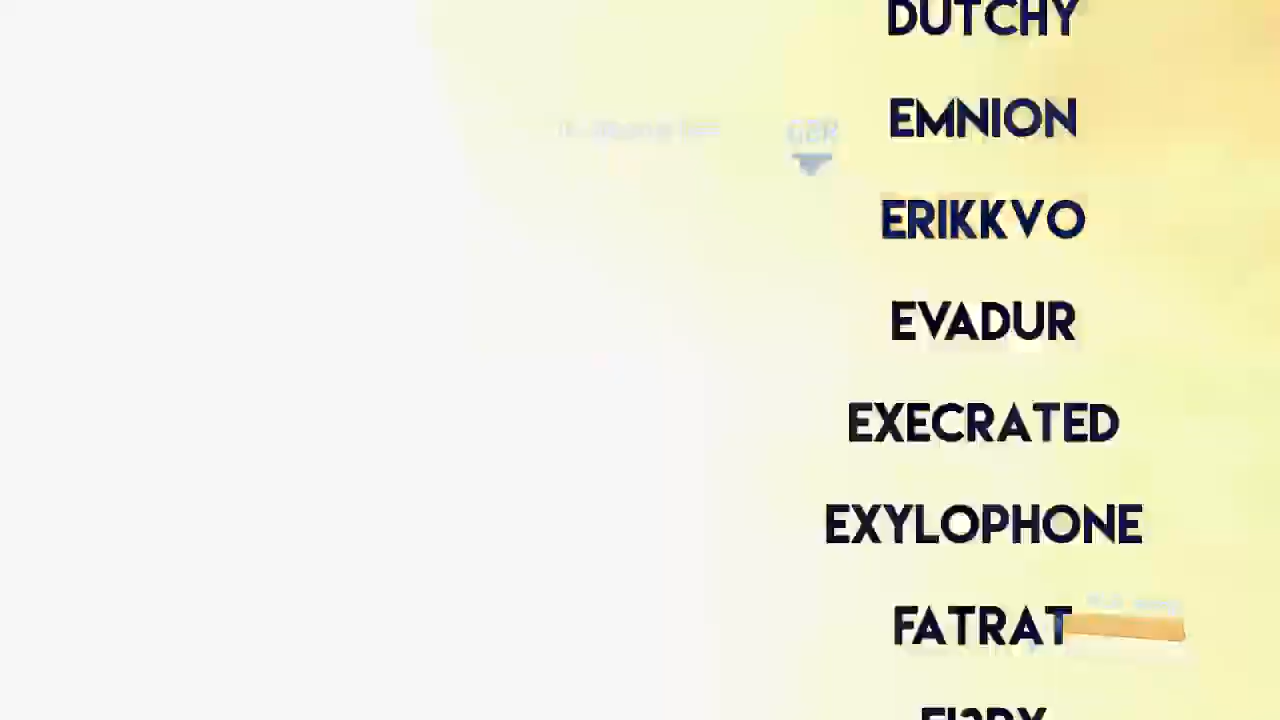 DUTCHY
EMNION
ERIKKVO
EVADUR
EXECRATED
EXYLOPHONE
FATRAT